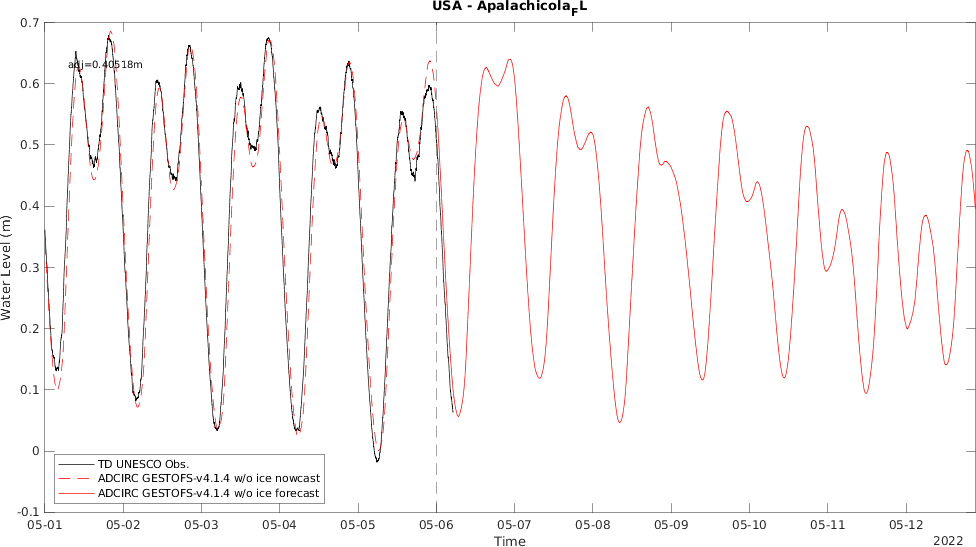 USA - Apalachicola_FL
adj=0.40518m
Water Level (m)
0.7
0.6
0.5
0.4
0.3
0.2
0.1
0
-0.1
TD UNESCO Obs.
ADCIRC GESTOFS-v4.1.4 w/o ice nowcast
ADCIRC GESTOFS-v4.1.4 w/o ice forecast
05-01 05-02 05-03 05-04 05-05 05-06 05-07 05-08 05-09 05-10 05-11 05-12
Time
2022